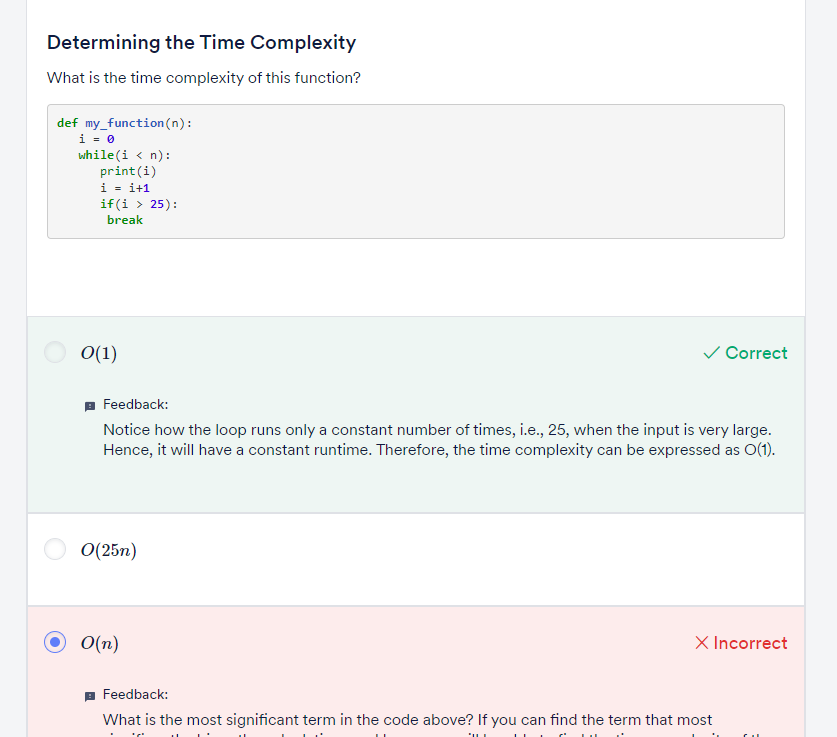 Determining the Time Complexity
What is the time complexity of this function?
def my_function(n):
i = 0
while(i < n):
print(i)
i = i+1
if(i > 25):
break
O(1)
Correct
Feedback:
Notice how the loop runs only a constant number of times, i.e., 25, when the input is very large.
Hence, it will have a constant runtime. Therefore, the time complexity can be expressed as O(1).
O(25n)
O(n)
Incorrect
Feedback:
What is the most significant term in the code above? If you can find the term that most